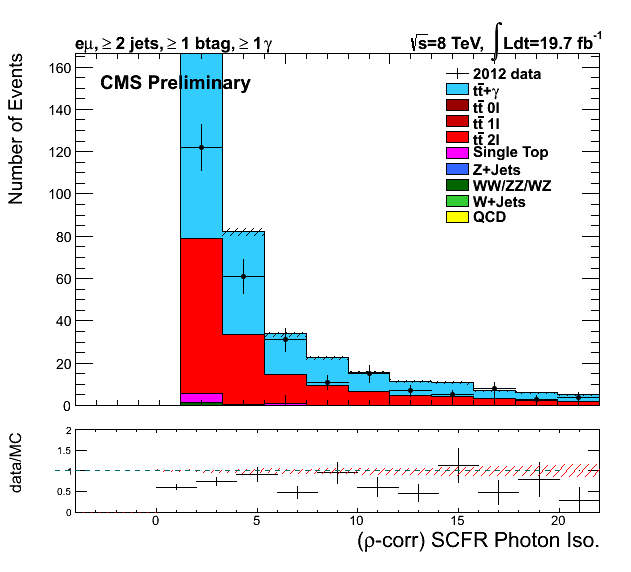 eμ, ≥ 2 jets, ≥ 1 btag, ≥ 1 γ
√s=8 TeV, ∫Ldt=19.7 fb⁻¹
CMS Preliminary
2012 data
tt̄+γ
tt̄ 0l
tt̄ 1l
tt̄ 2l
Single Top
Z+Jets
WW/ZZ/WZ
W+Jets
QCD
Number of Events
160
140
120
100
80
60
40
20
0
data/MC
2
1.5
1
0.5
0
0 5 10 15 20
(ρ-corr) SCFR Photon Iso.